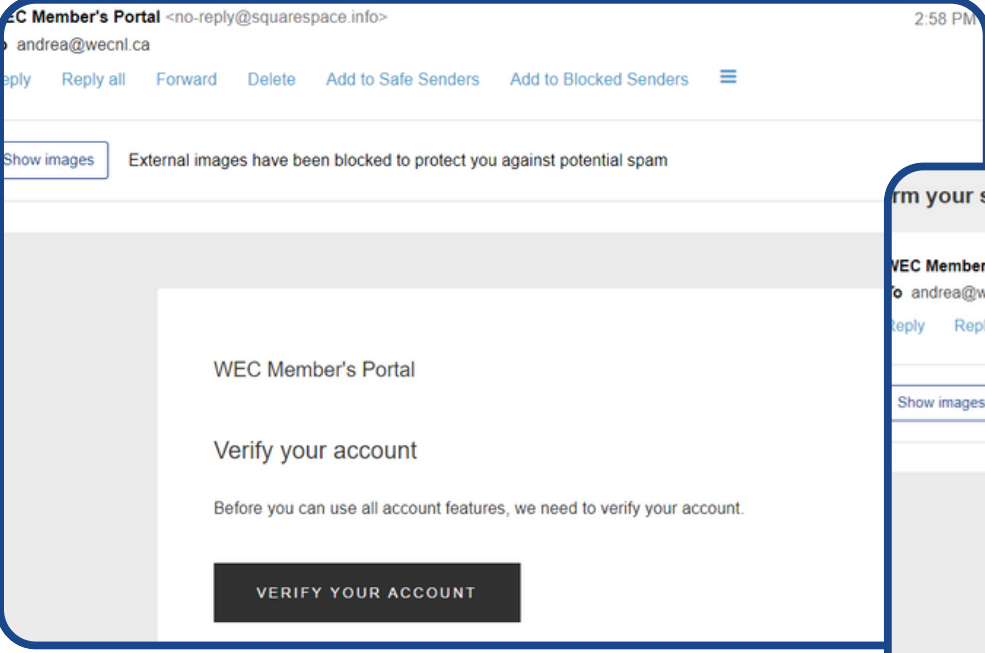 EC Member's Portal <no-reply@squarespace.info>
2:58 PM
o andrea@wecnl.ca
eply Reply all Forward Delete Add to Safe Senders Add to Blocked Senders
Show images External images have been blocked to protect you against potential spam
WEC Member's Portal
Verify your account
Before you can use all account features, we need to verify your account.
VERIFY YOUR ACCOUNT
rm your s
WEC Member
To andrea@w
Reply Repl
Show images